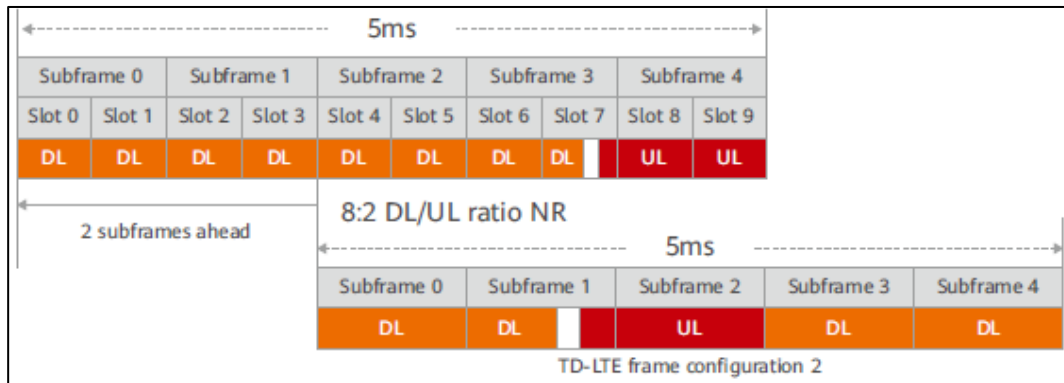 5ms
Subframe 0 Subframe 1 Subframe 2 Subframe 3 Subframe 4
Slot 0 Slot 1 Slot 2 Slot 3 Slot 4 Slot 5 Slot 6 Slot 7 Slot 8 Slot 9
DL DL DL DL DL DL DL DL UL UL
8:2 DL/UL ratio NR
2 subframes ahead
5ms
Subframe 0 Subframe 1 Subframe 2 Subframe 3 Subframe 4
DL DL UL DL DL
TD-LTE frame configuration 2